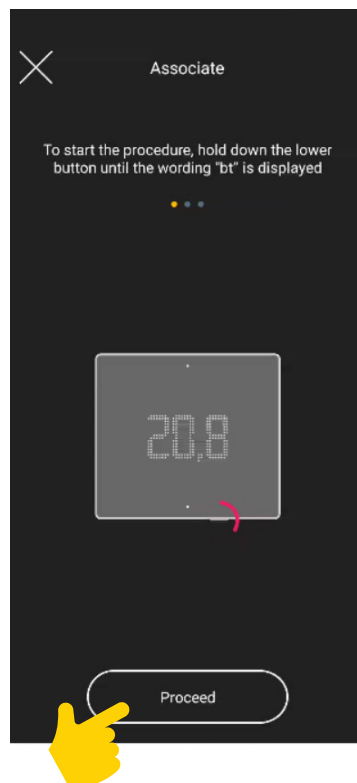 Associate
To start the procedure, hold down the lower
button until the wording "bt" is displayed
20,8
Proceed